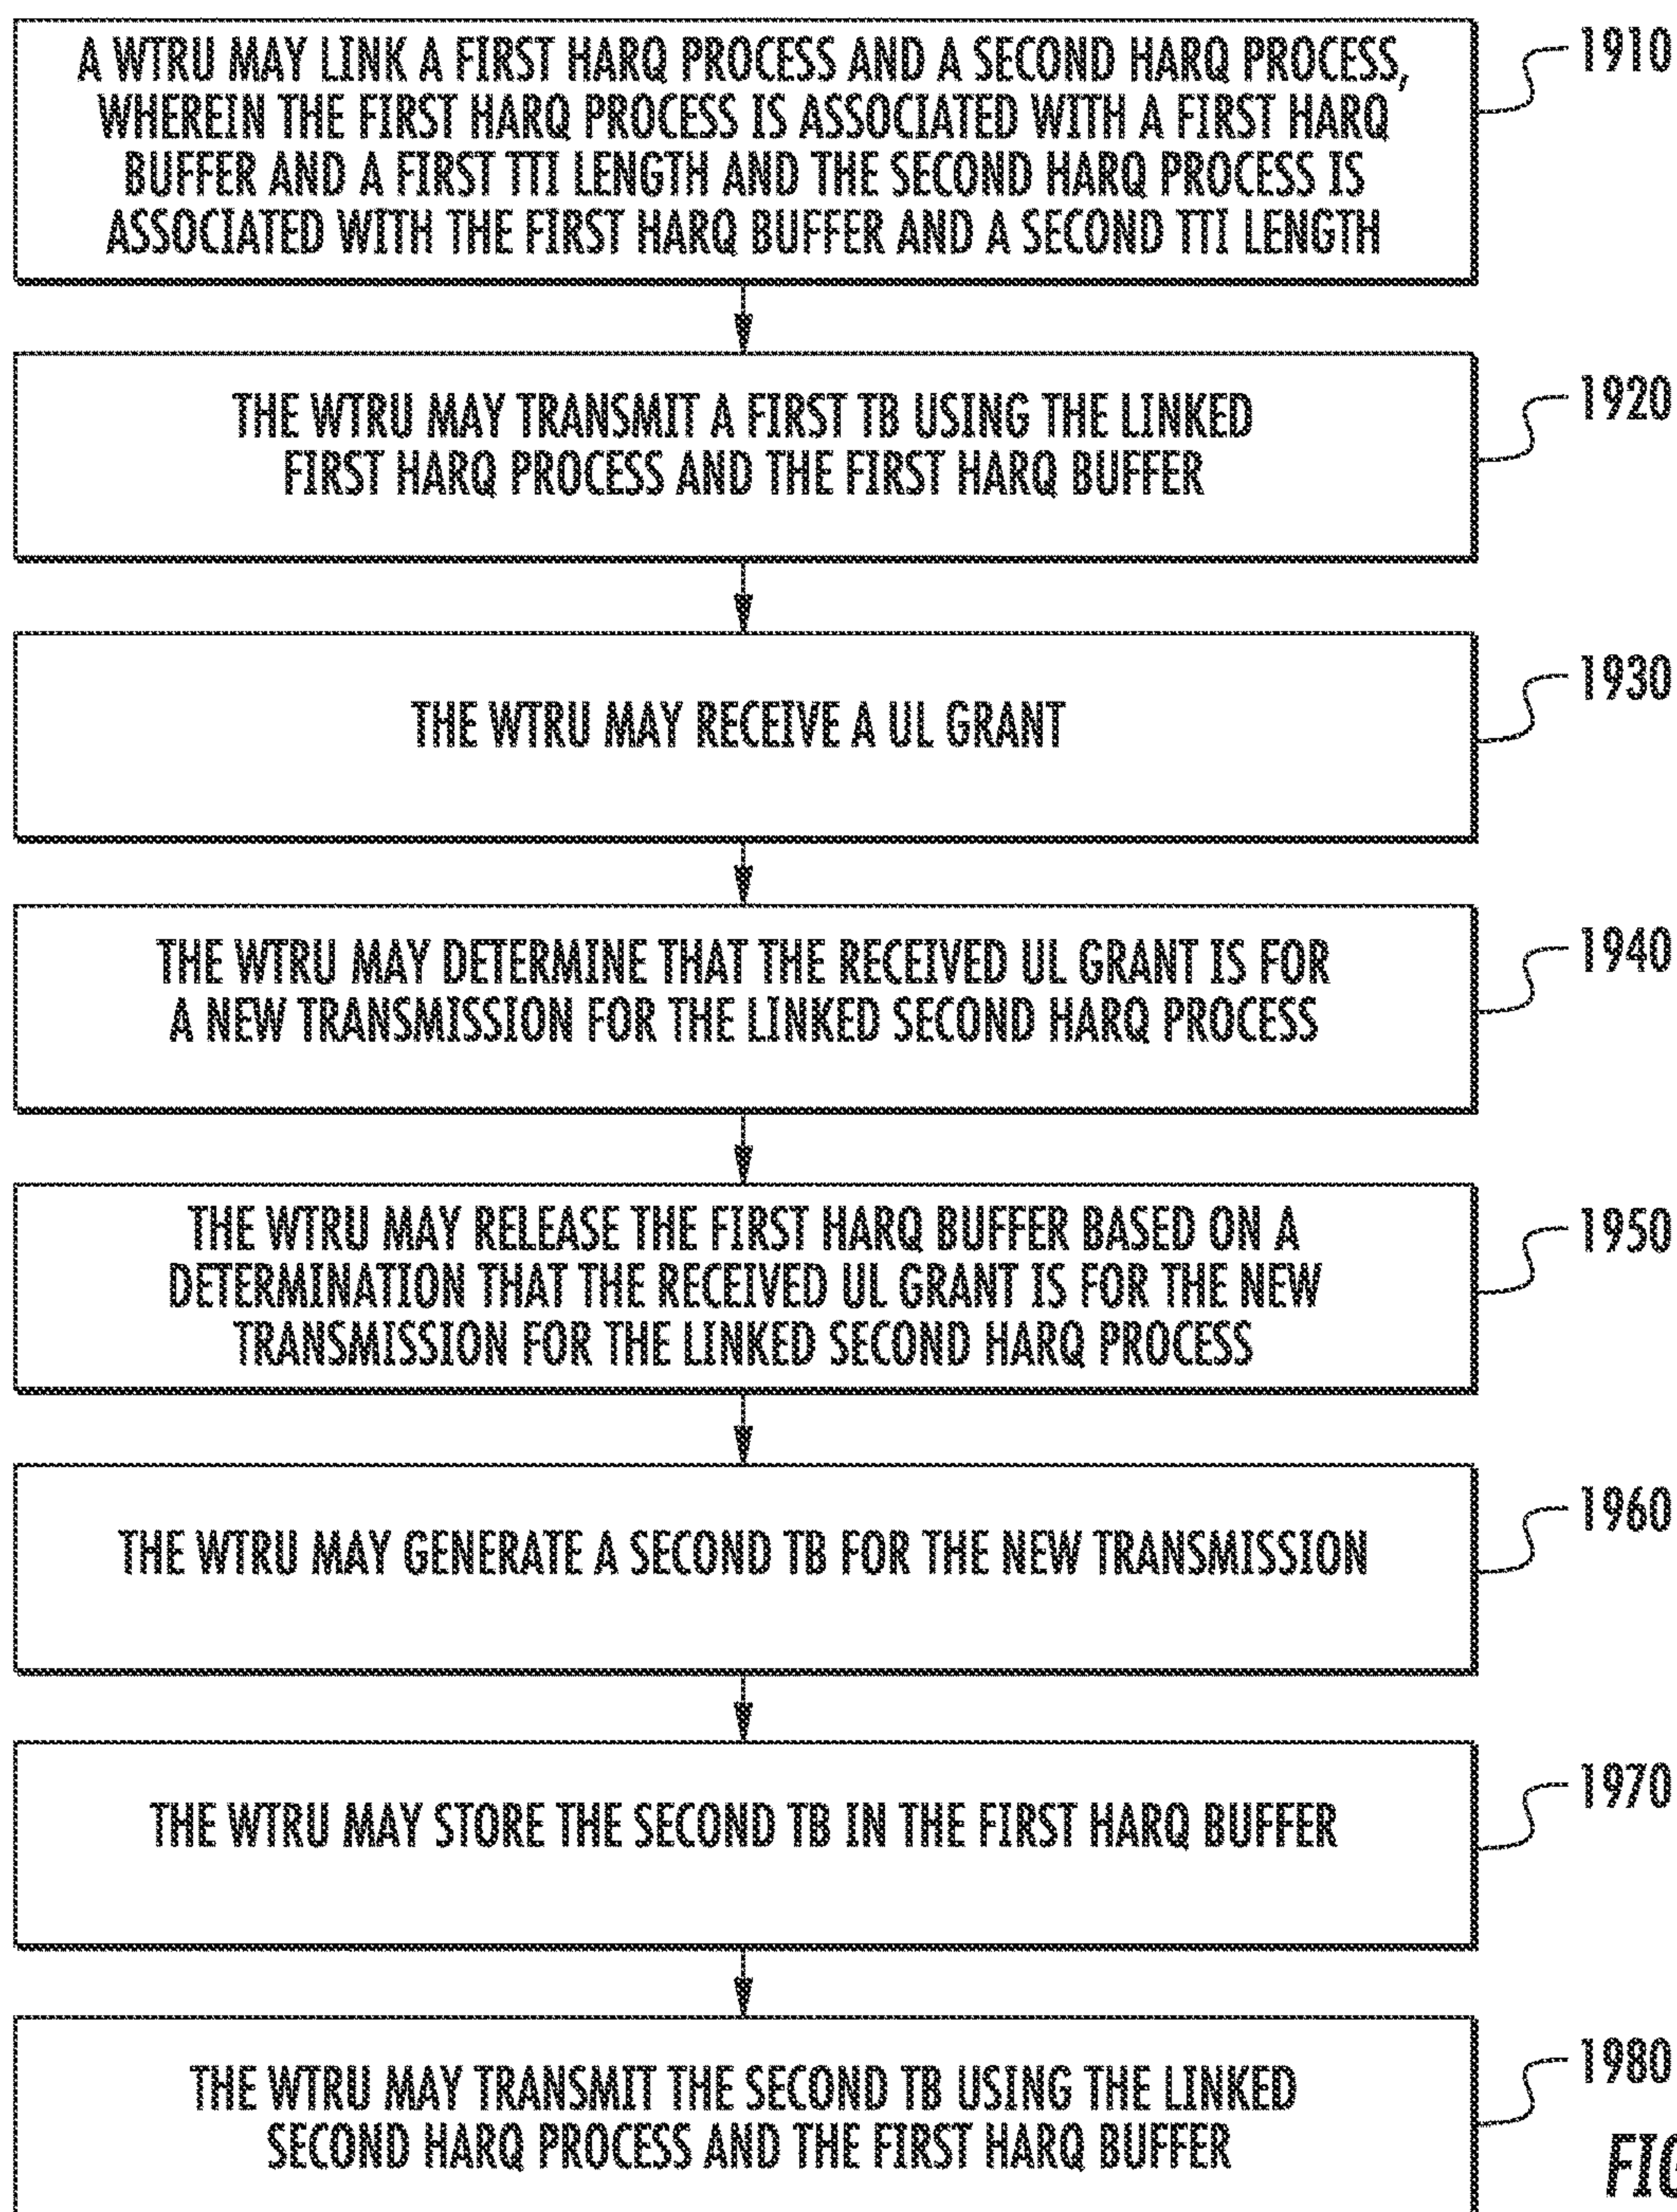 A WTRU MAY LINK A FIRST HARQ PROCESS AND A SECOND HARQ PROCESS,
WHEREIN THE FIRST HARQ PROCESS IS ASSOCIATED WITH A FIRST HARQ
BUFFER AND A FIRST TTI LENGTH AND THE SECOND HARQ PROCESS IS
ASSOCIATED WITH THE FIRST HARQ BUFFER AND A SECOND TTI LENGTH
1910
THE WTRU MAY TRANSMIT A FIRST TB USING THE LINKED
FIRST HARQ PROCESS AND THE FIRST HARQ BUFFER
1920
THE WTRU MAY RECEIVE A UL GRANT
1930
THE WTRU MAY DETERMINE THAT THE RECEIVED UL GRANT IS FOR
A NEW TRANSMISSION FOR THE LINKED SECOND HARQ PROCESS
1940
THE WTRU MAY RELEASE THE FIRST HARQ BUFFER BASED ON A
DETERMINATION THAT THE RECEIVED UL GRANT IS FOR THE NEW
TRANSMISSION FOR THE LINKED SECOND HARQ PROCESS
1950
THE WTRU MAY GENERATE A SECOND TB FOR THE NEW TRANSMISSION
1960
THE WTRU MAY STORE THE SECOND TB IN THE FIRST HARQ BUFFER
1970
THE WTRU MAY TRANSMIT THE SECOND TB USING THE LINKED
SECOND HARQ PROCESS AND THE FIRST HARQ BUFFER
1980
FIG